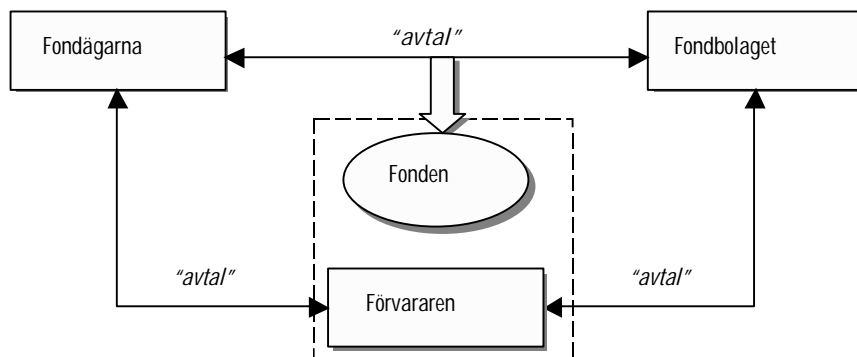 “avtal”
Fondägarna
Fondbolaget
Fonden
“avtal”
“avtal”
Förvararen